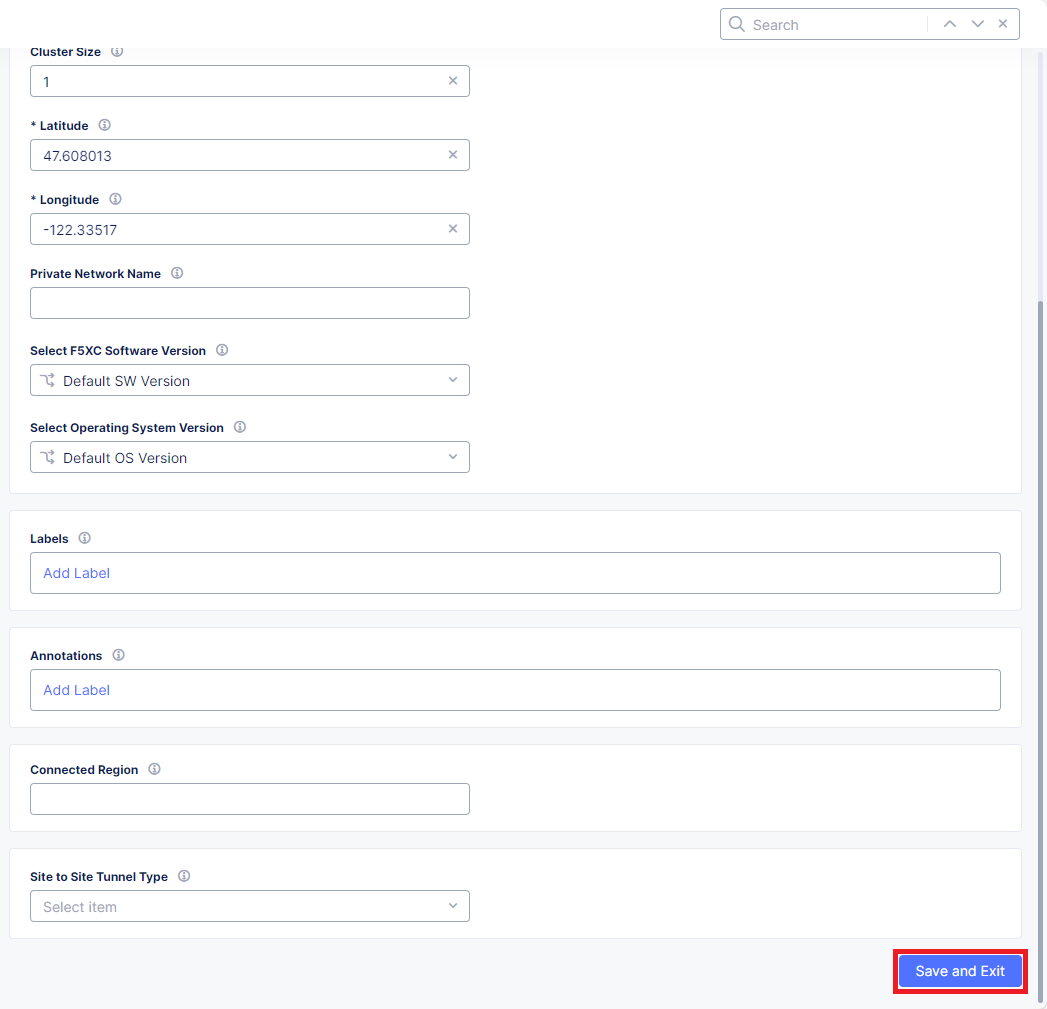 Search
Cluster Size
1
* Latitude
47.608013
* Longitude
-122.33517
Private Network Name
Select F5XC Software Version
Default SW Version
Select Operating System Version
Default OS Version
Labels
Add Label
Annotations
Add Label
Connected Region
Site to Site Tunnel Type
Select item
Save and Exit